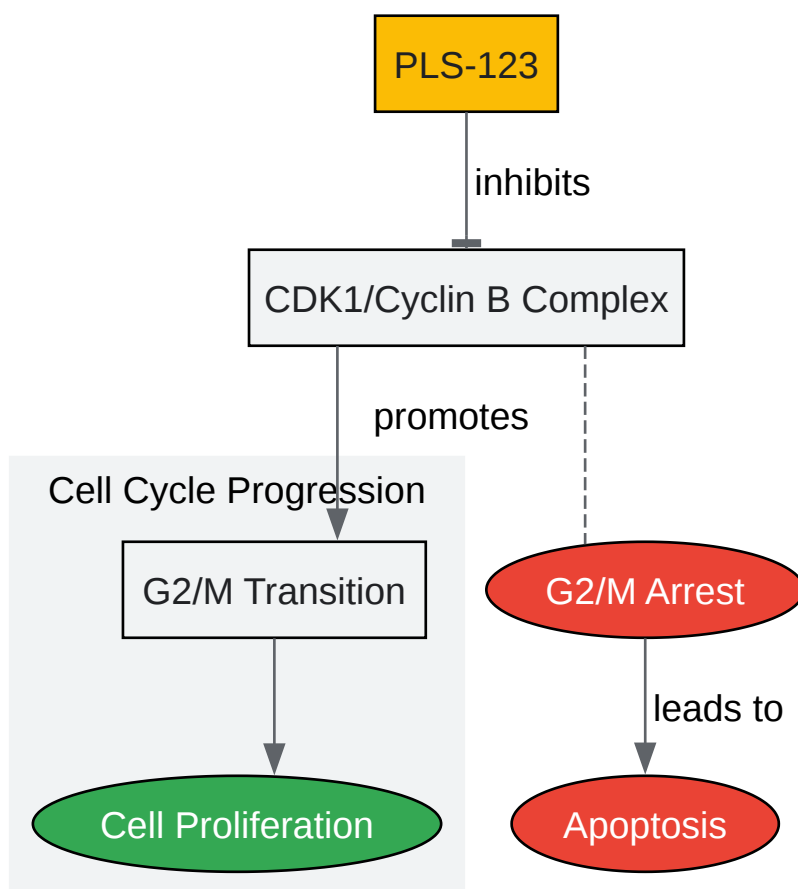 PLS-123
inhibits
CDK1/Cyclin B Complex
promotes
Cell Cycle Progression
G2/M Transition
G2/M Arrest
leads to
Cell Proliferation
Apoptosis